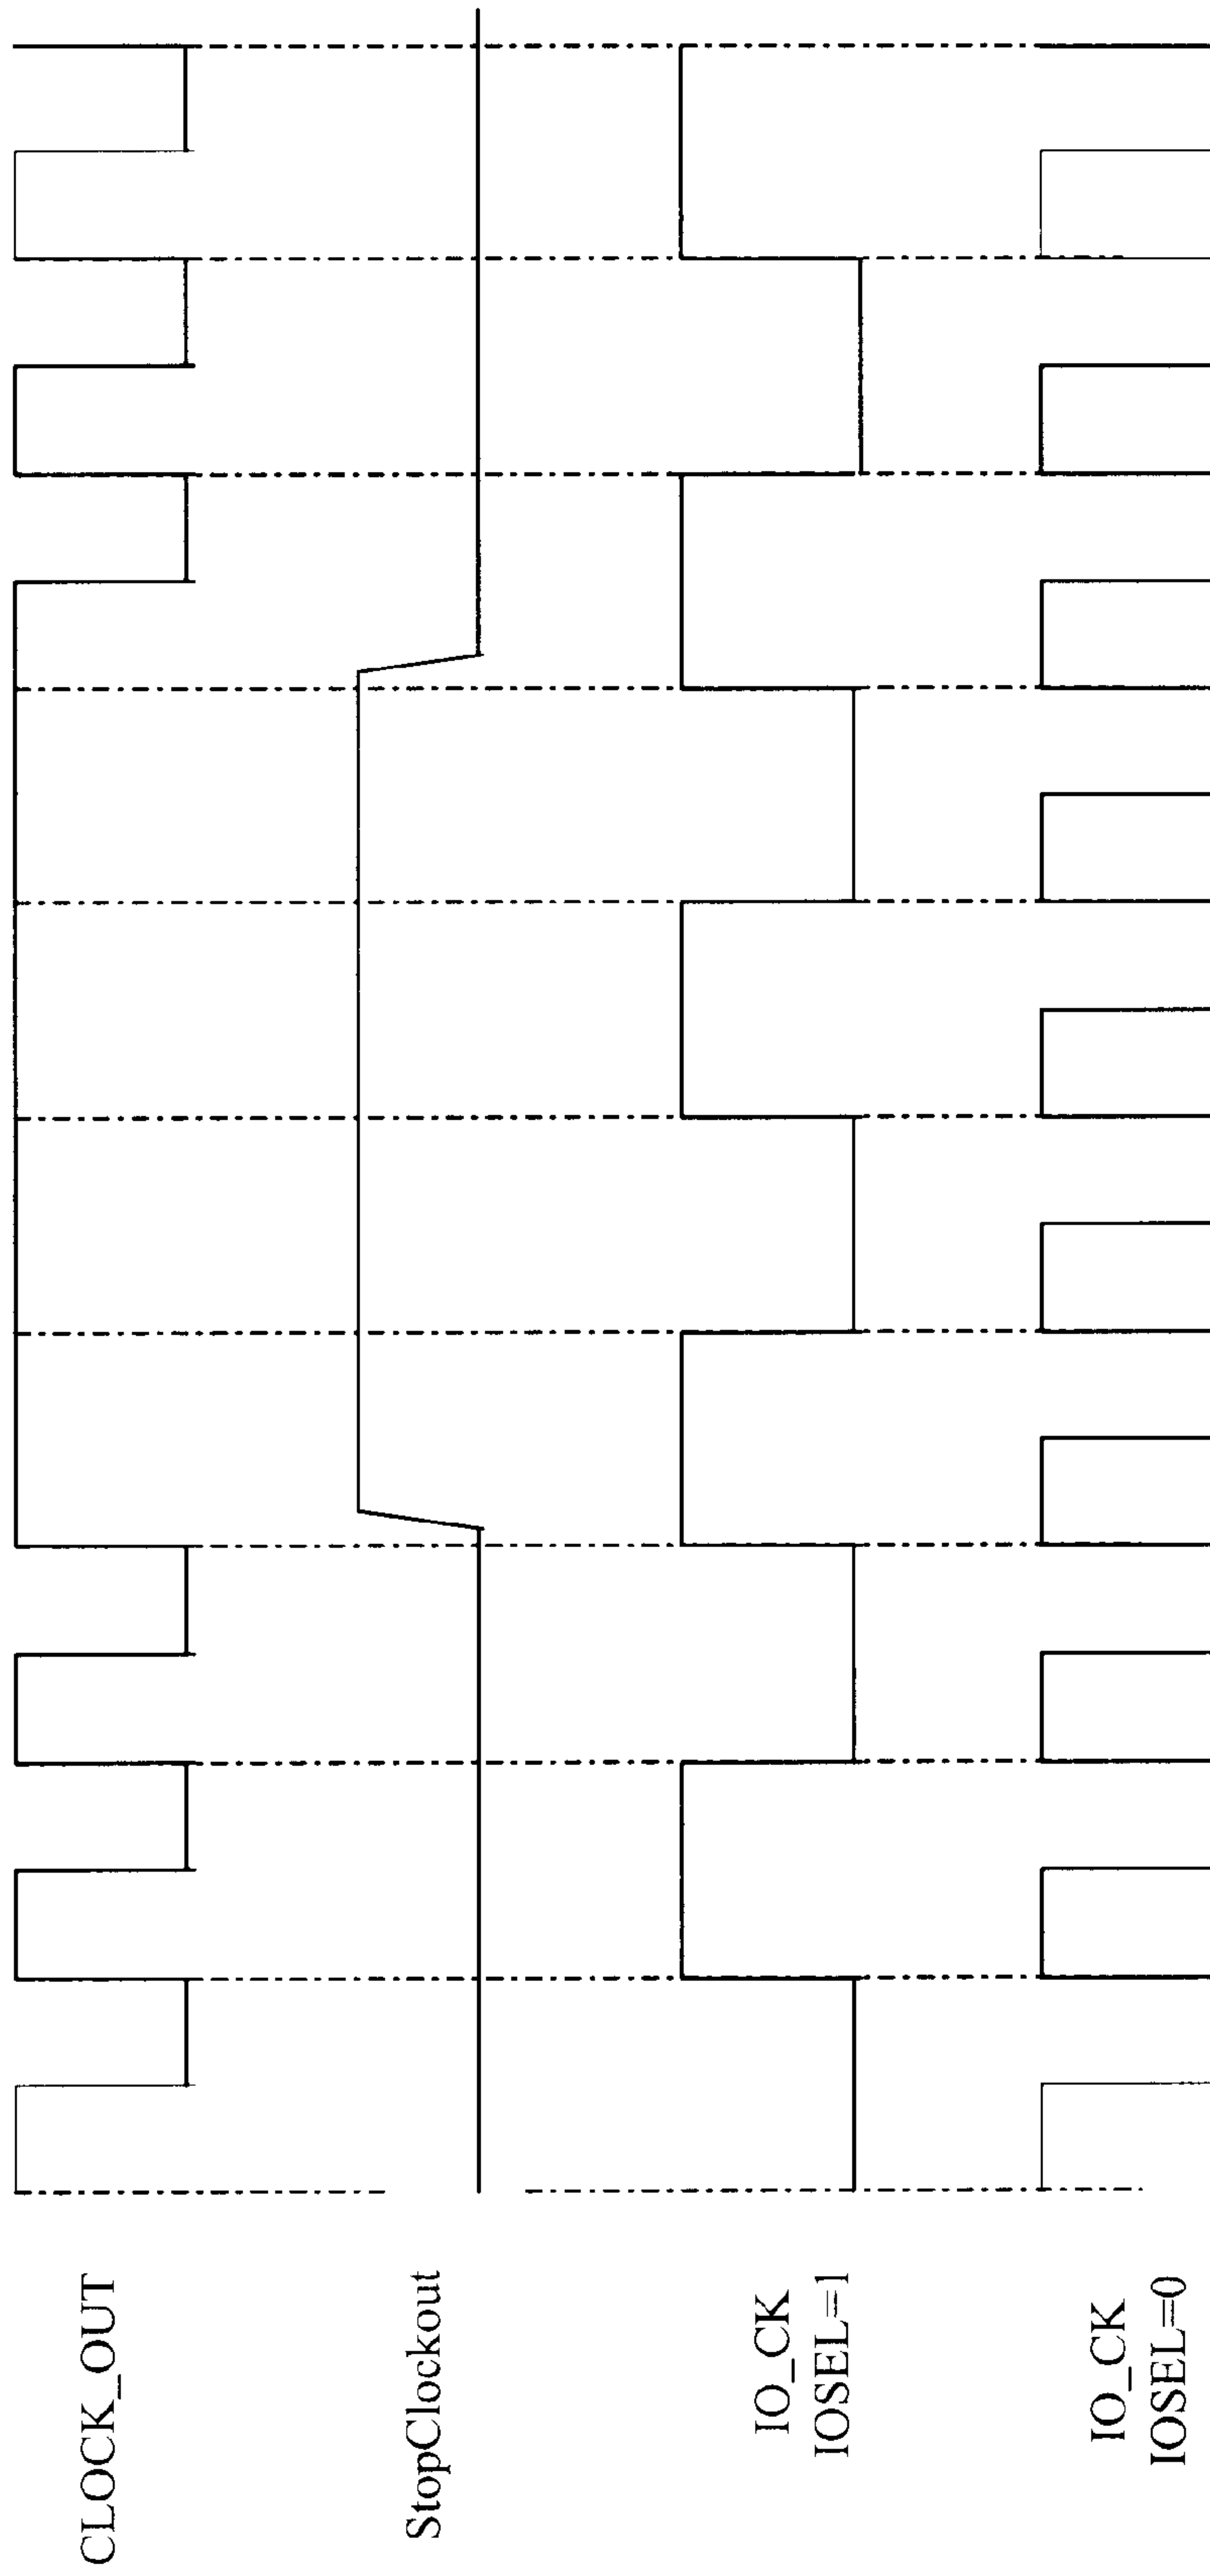 CLOCK_OUT
StopClockout
IO_CK
IOSEL=1
IO_CK
IOSEL=0